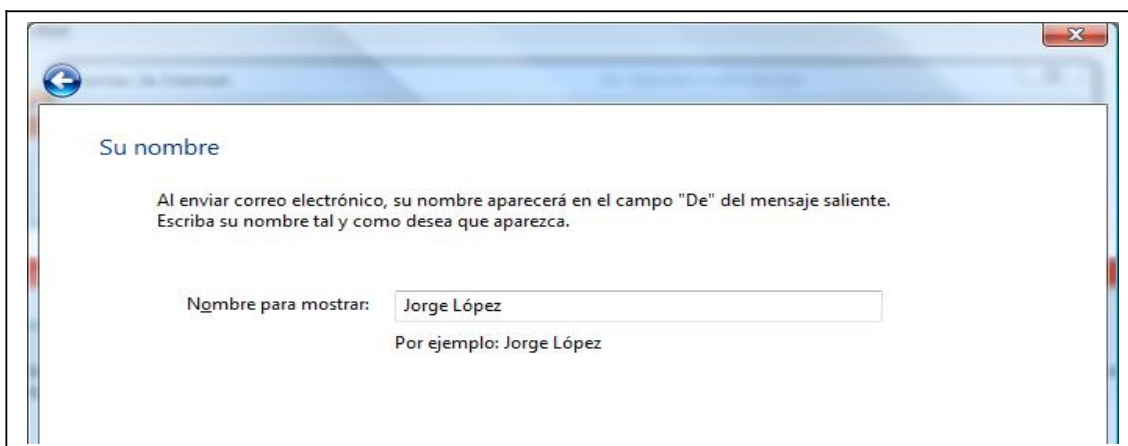 Su nombre
Al enviar correo electrónico, su nombre aparecerá en el campo "De" del mensaje saliente.
Escriba su nombre tal y como desea que aparezca.
Nombre para mostrar: Jorge López
Por ejemplo: Jorge López